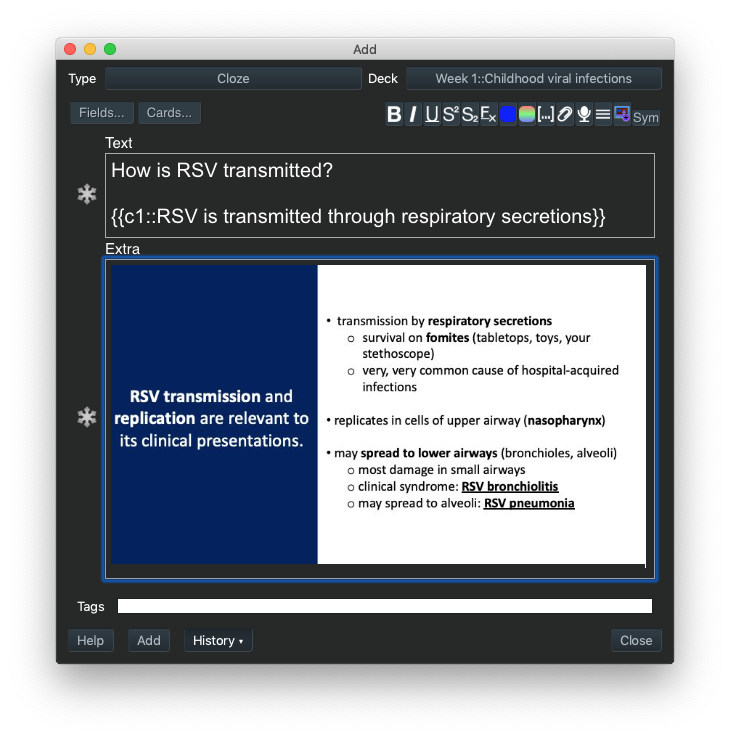 Add
Type Cloze Deck Week 1::Childhood viral infections
Fields... Cards... B I U S² S₂ Eₓ [...] Sym
Text
How is RSV transmitted?
{{c1::RSV is transmitted through respiratory secretions}}
Extra
RSV transmission and
replication are relevant to
its clinical presentations.
• transmission by respiratory secretions
o survival on fomites (tabletops, toys, your
stethoscope)
o very, very common cause of hospital-acquired
infections
• replicates in cells of upper airway (nasopharynx)
• may spread to lower airways (bronchioles, alveoli)
o most damage in small airways
o clinical syndrome: RSV bronchiolitis
o may spread to alveoli: RSV pneumonia
Tags
Help Add History ▾ Close